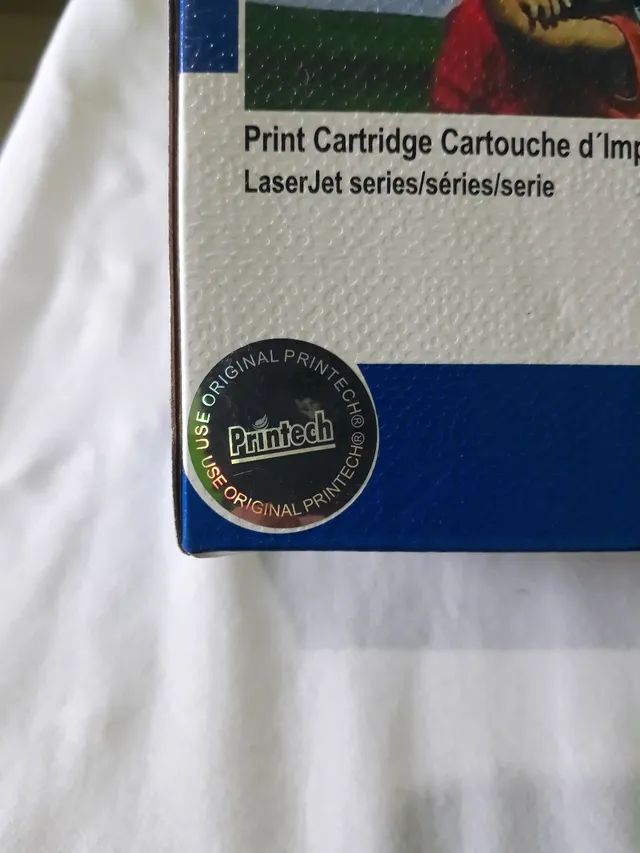 Print Cartridge Cartouche d´Imp
LaserJet series/séries/serie
USE ORIGINAL PRINTECH®
Printech
USE ORIGINAL PRINTECH®